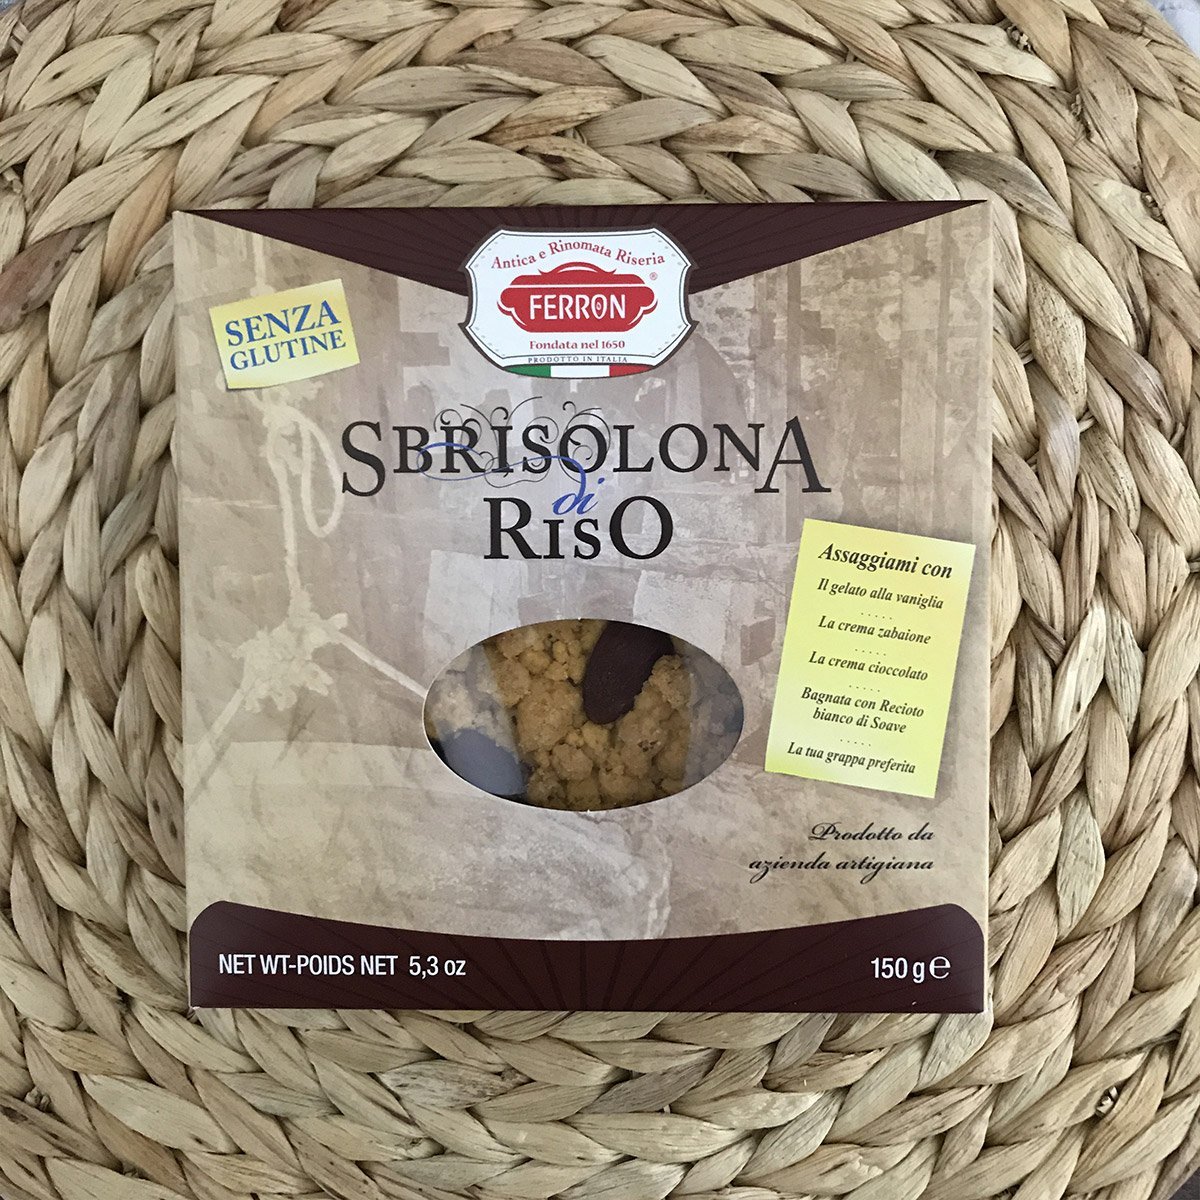 Antica e Rinomata Riseria
FERRON
®
Fondata nel 1650
PRODOTTO IN ITALIA
SENZA
GLUTINE
SBRISOLONA
di
RISO
Assaggiami con
Il gelato alla vaniglia
.....
La crema zabaione
.....
La crema cioccolato
.....
Bagnata con Recioto
bianco di Soave
.....
La tua grappa preferita
Prodotto da
azienda artigiana
NET WT-POIDS NET 5,3 oz
150 g ℮